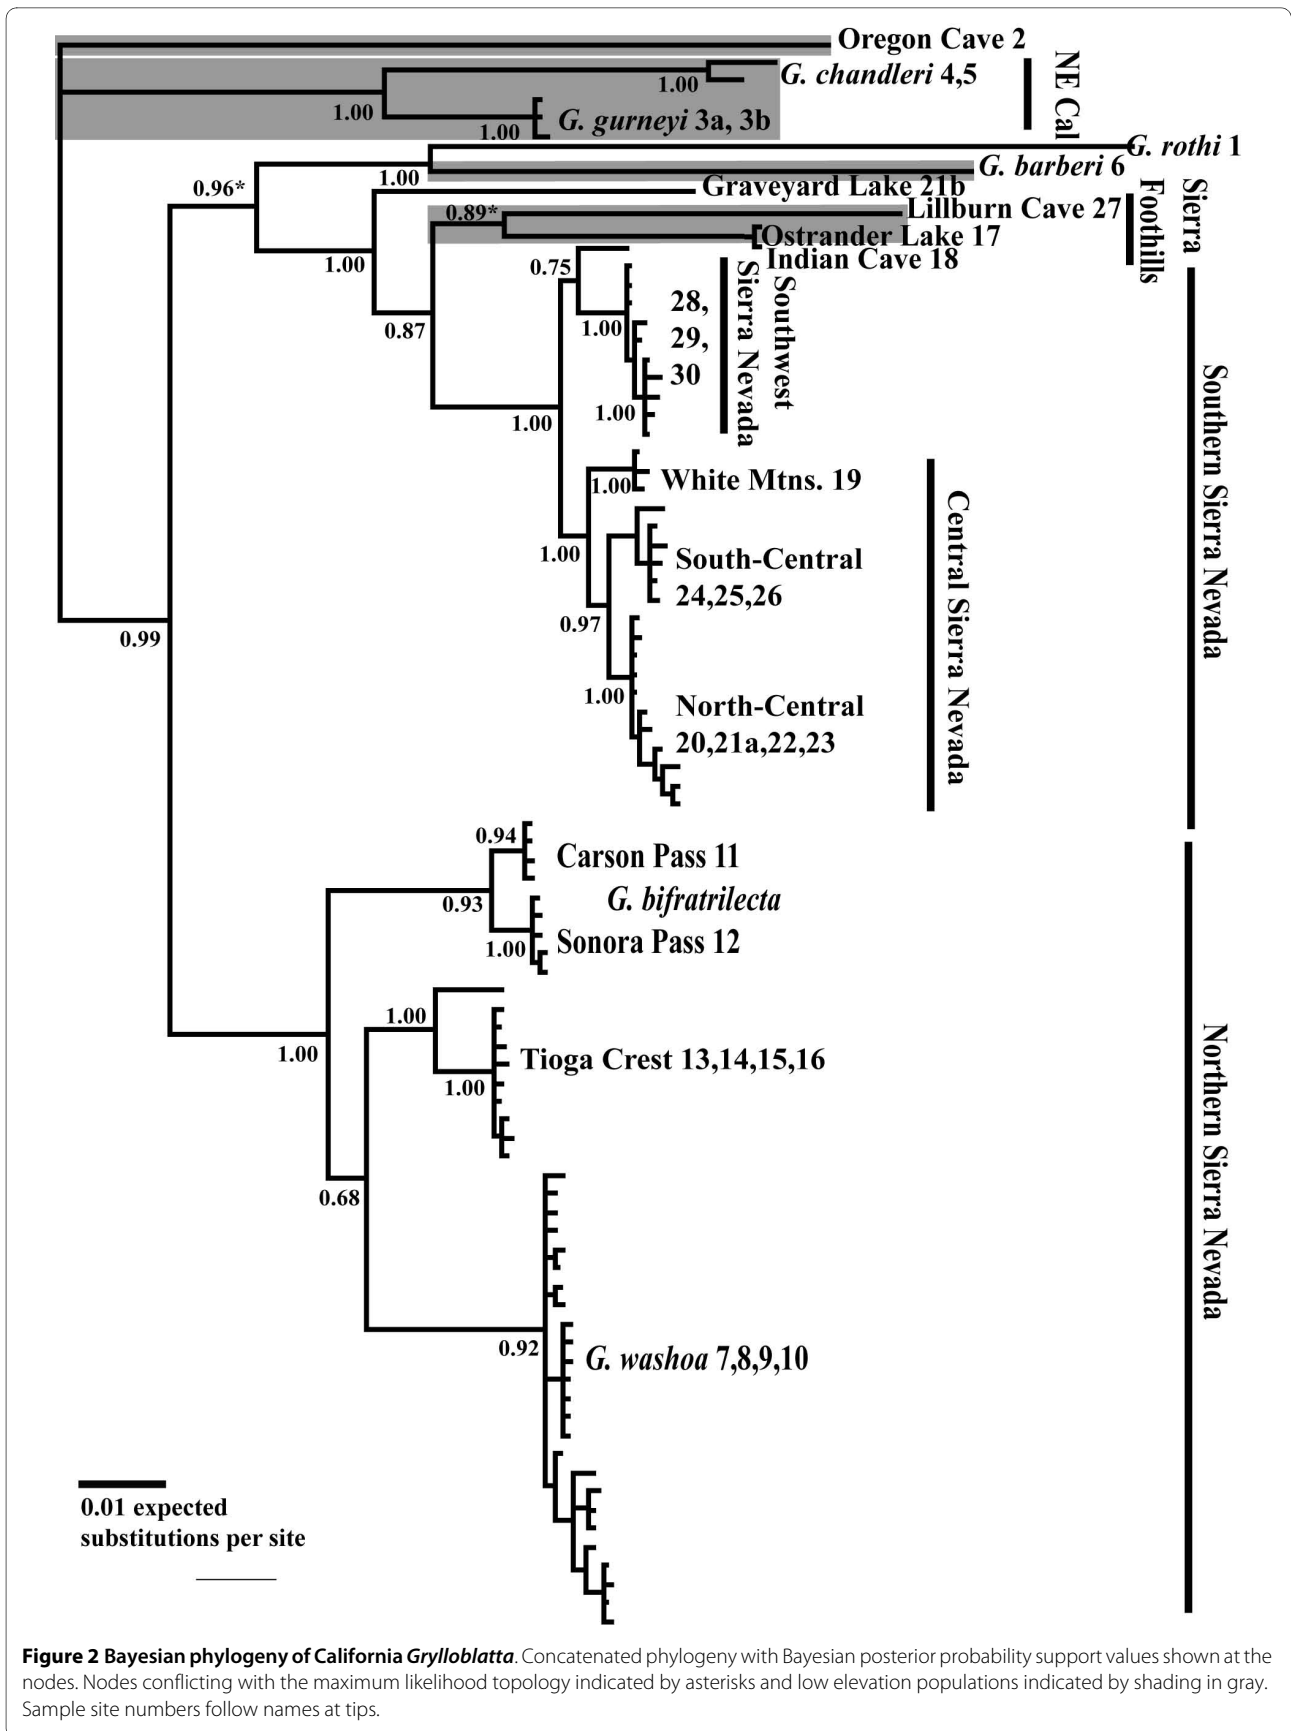 Oregon Cave 2
G. chandleri 4,5
1.00
1.00
G. gurneyi 3a, 3b
1.00
NE Cal
G. rothi 1
G. barberi 6
1.00
0.96*
Graveyard Lake 21b
Lillburn Cave 27
0.89*
Ostrander Lake 17
Indian Cave 18
Sierra
Foothills
1.00
0.75
28,
29,
30
1.00
1.00
Southwest
Sierra Nevada
0.87
1.00
White Mtns. 19
1.00
1.00
South-Central
24,25,26
0.97
1.00
North-Central
20,21a,22,23
Central Sierra Nevada
Southern Sierra Nevada
0.99
0.94
Carson Pass 11
G. bifratrilecta
0.93
Sonora Pass 12
1.00
1.00
1.00
Tioga Crest 13,14,15,16
1.00
0.68
0.92
G. washoa 7,8,9,10
Northern Sierra Nevada
0.01 expected
substitutions per site
Figure 2 Bayesian phylogeny of California Grylloblatta. Concatenated phylogeny with Bayesian posterior probability support values shown at the
nodes. Nodes conflicting with the maximum likelihood topology indicated by asterisks and low elevation populations indicated by shading in gray.
Sample site numbers follow names at tips.